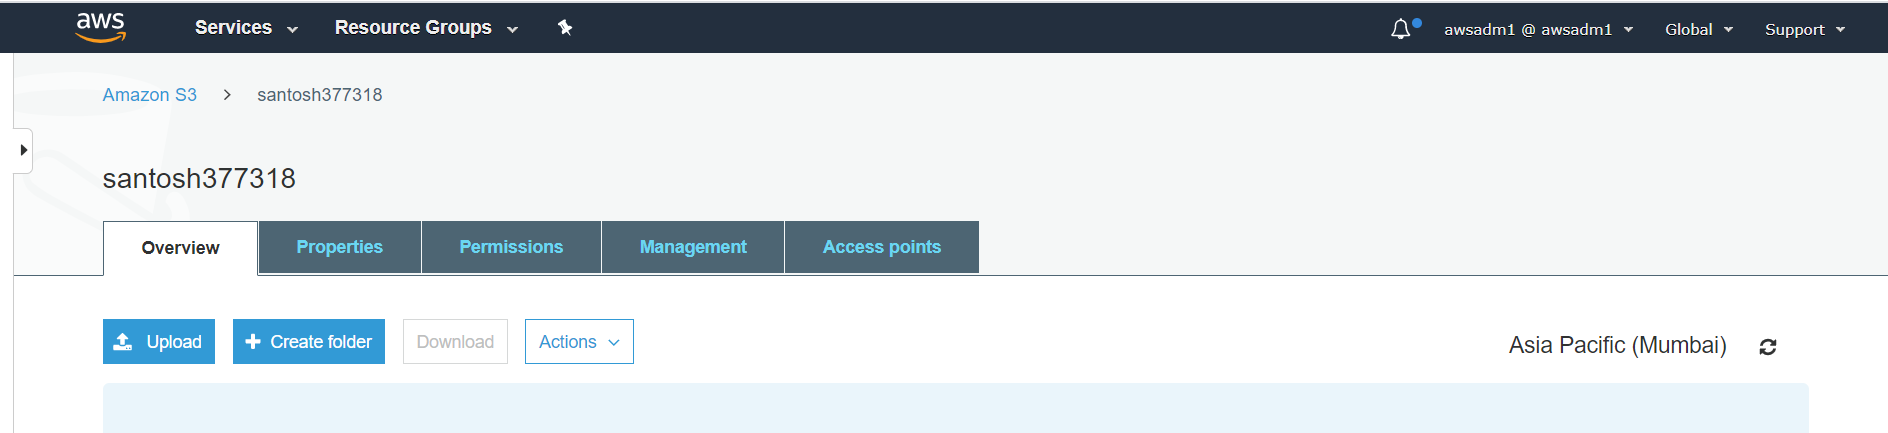 aws Services Resource Groups awsadm1 @ awsadm1 Global Support
Amazon S3 > santosh377318
santosh377318
Overview Properties Permissions Management Access points
Upload Create folder Download Actions Asia Pacific (Mumbai)